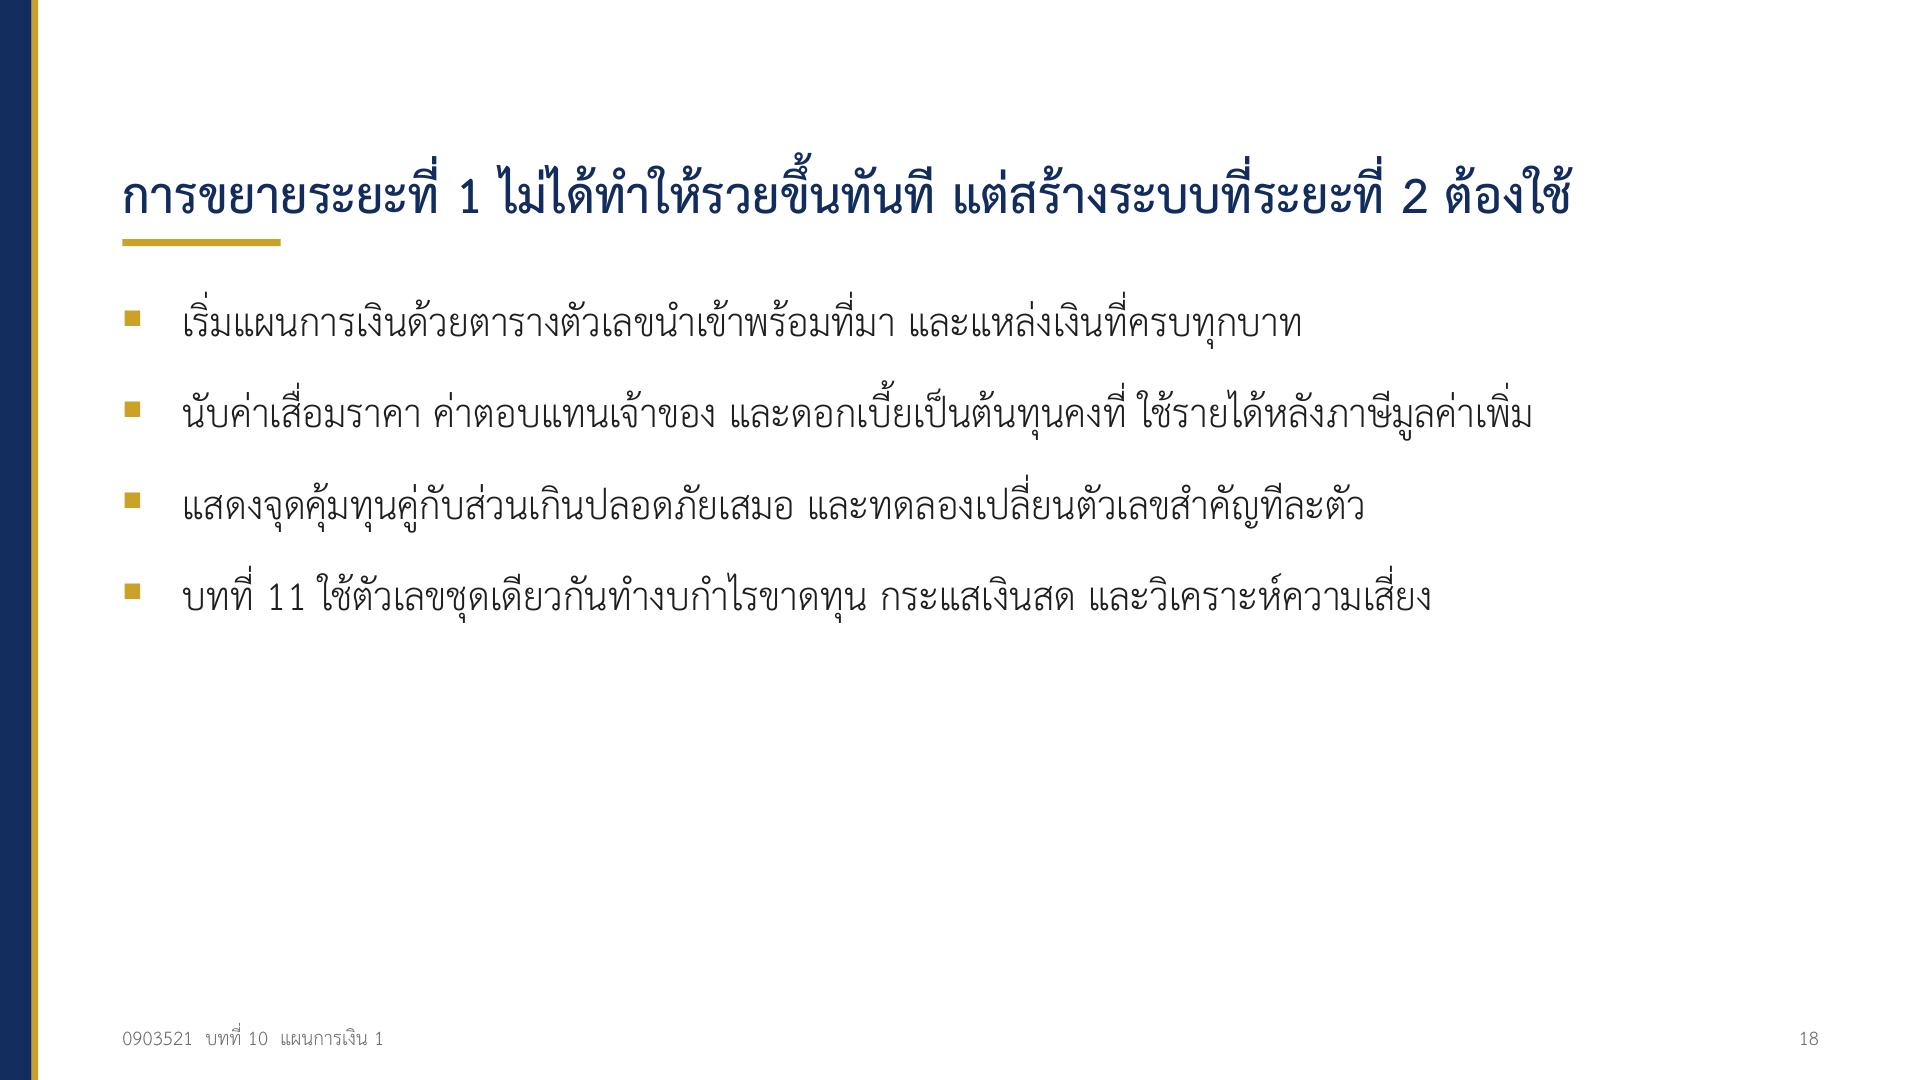 การขยายระยะที่ 1 ไม่ได้ทำให้รวยขึ้นทันที แต่สร้างระบบที่ระยะที่ 2 ต้องใช้
เริ่มแผนการเงินด้วยตารางตัวเลขนำเข้าพร้อมที่มา และแหล่งเงินที่ครบทุกบาท
นับค่าเสื่อมราคา ค่าตอบแทนเจ้าของ และดอกเบี้ยเป็นต้นทุนคงที่ ใช้รายได้หลังภาษีมูลค่าเพิ่ม
แสดงจุดคุ้มทุนคู่กับส่วนเกินปลอดภัยเสมอ และทดลองเปลี่ยนตัวเลขสำคัญทีละตัว
บทที่ 11 ใช้ตัวเลขชุดเดียวกันทำงบกำไรขาดทุน กระแสเงินสด และวิเคราะห์ความเสี่ยง
0903521 บทที่ 10 แผนการเงิน 1
18